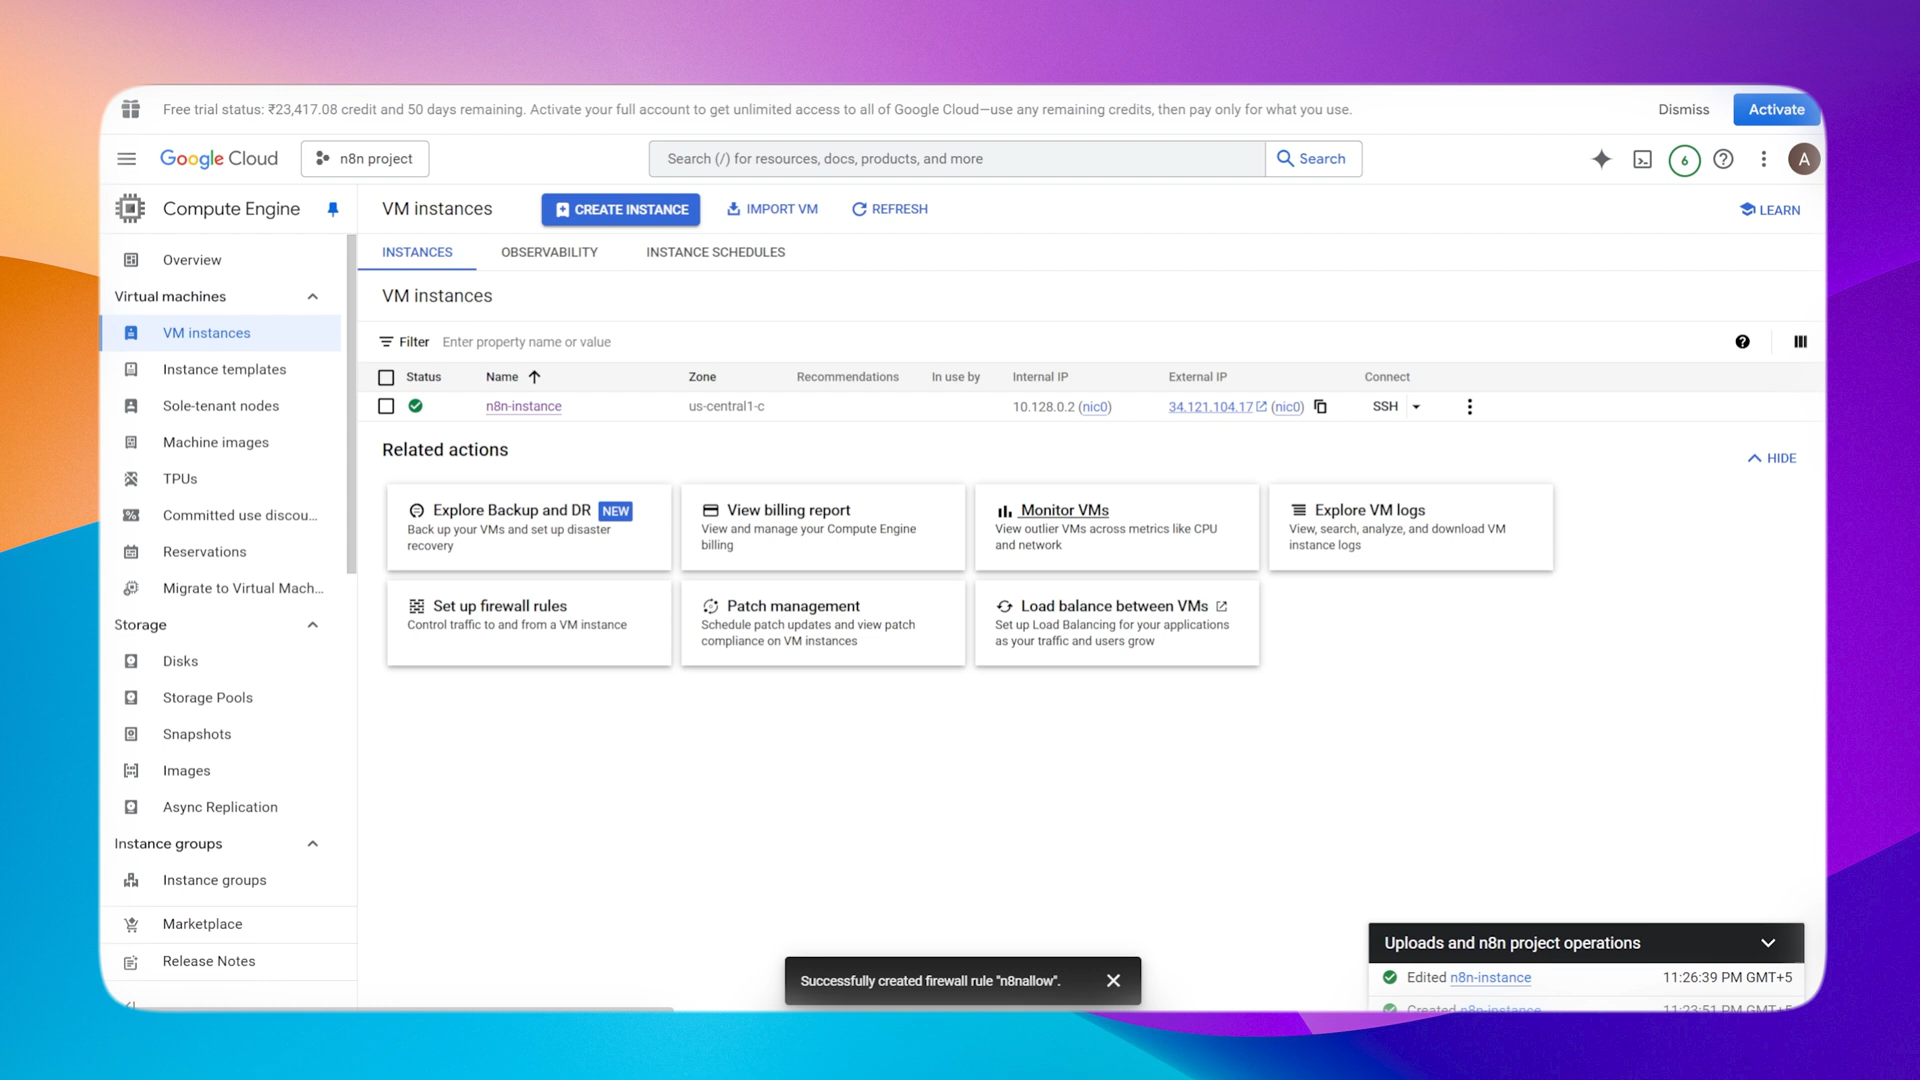 Free trial status: ₹23,417.08 credit and 50 days remaining. Activate your full account to get unlimited access to all of Google Cloud—use any remaining credits, then pay only for what you use.
Dismiss
Activate
Google Cloud
n8n project
Search (/) for resources, docs, products, and more
Search
6
A
Compute Engine
VM instances
CREATE INSTANCE
IMPORT VM
REFRESH
LEARN
Overview
Virtual machines
VM instances
Instance templates
Sole-tenant nodes
Machine images
TPUs
Committed use discou...
Reservations
Migrate to Virtual Mach...
Storage
Disks
Storage Pools
Snapshots
Images
Async Replication
Instance groups
Instance groups
Marketplace
Release Notes
INSTANCES
OBSERVABILITY
INSTANCE SCHEDULES
VM instances
Filter
Enter property name or value
Status
Name
Zone
Recommendations
In use by
Internal IP
External IP
Connect
n8n-instance
us-central1-c
10.128.0.2 (nic0)
34.121.104.17 (nic0)
SSH
Related actions
HIDE
Explore Backup and DR NEW
Back up your VMs and set up disaster
recovery
View billing report
View and manage your Compute Engine
billing
Monitor VMs
View outlier VMs across metrics like CPU
and network
Explore VM logs
View, search, analyze, and download VM
instance logs
Set up firewall rules
Control traffic to and from a VM instance
Patch management
Schedule patch updates and view patch
compliance on VM instances
Load balance between VMs
Set up Load Balancing for your applications
as your traffic and users grow
Successfully created firewall rule "n8nallow".
Uploads and n8n project operations
Edited n8n-instance
11:26:39 PM GMT+5
Created n8n-instance
11:23:51 PM GMT+5